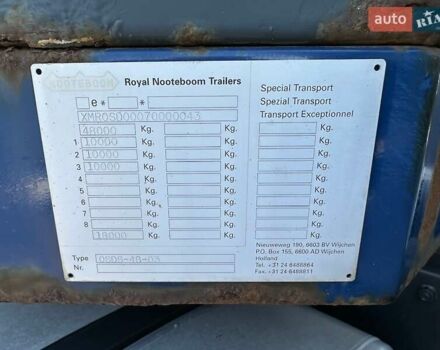 auto RIA
NOOTEBOOM Royal Nooteboom Trailers
e * *
48000 Kg. Kg.
1 10000 Kg. Kg.
2 10000 Kg. Kg.
3 10000 Kg. Kg.
4 Kg. Kg.
5 Kg. Kg.
6 Kg. Kg.
7 Kg. Kg.
8 Kg. Kg.
18000 Kg. Kg.
Type OSDS-48-03
Nr.
Special Transport
Spezial Transport
Transport Exceptionnel
Kg.
Kg.
Kg.
Kg.
Kg.
Kg.
Kg.
Kg.
Kg.
Kg.
Nieuweweg 190, 6603 BV Wijchen
P.O. Box 155, 6600 AD Wijchen
Holland
Tel. +31 24 6488864
Fax. +31 24 6488811